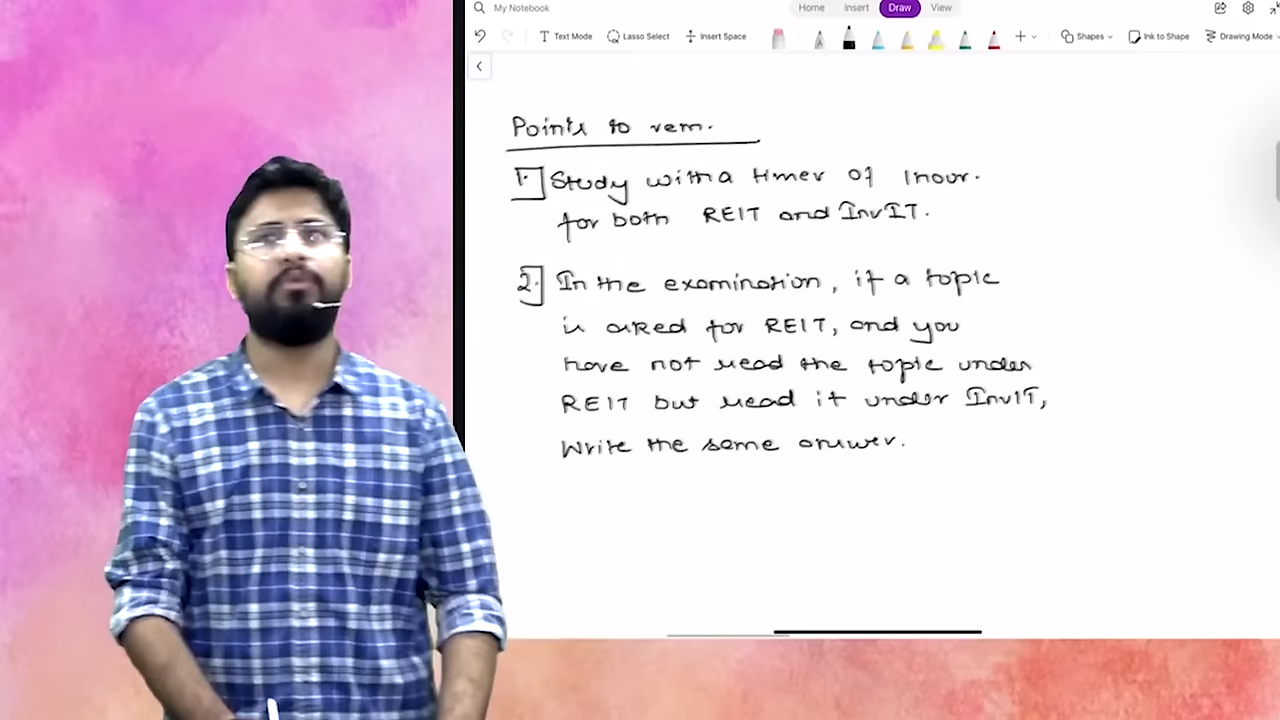 My Notebook
Home Insert Draw View
Text Mode Lasso Select Insert Space Shapes Ink to Shape Drawing Mode
Points to rem.
1. Study with a timer of 1 hour.
for both REIT and InvIT.
2. In the examination, if a topic
is asked for REIT, and you
have not read the topic under
REIT but read it under InvIT,
Write the same answer.